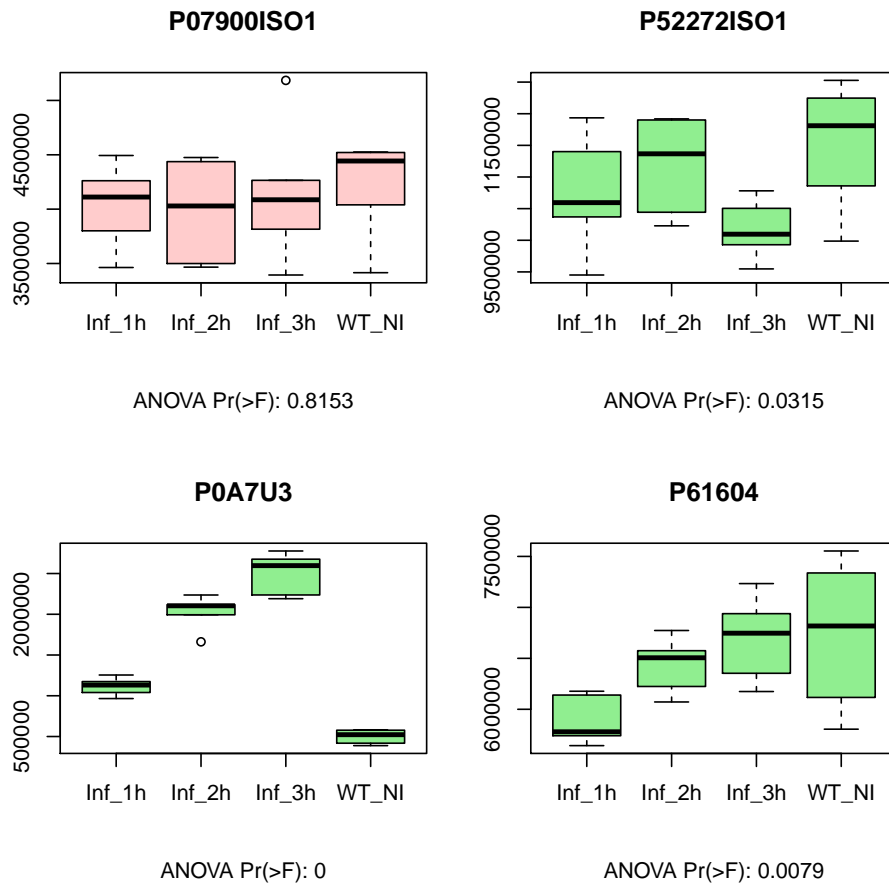 P07900ISO1
3500000
4500000
Inf_1h Inf_2h Inf_3h WT_NI
ANOVA Pr(>F): 0.8153
P52272ISO1
9500000
11500000
Inf_1h Inf_2h Inf_3h WT_NI
ANOVA Pr(>F): 0.0315
P0A7U3
500000
2000000
Inf_1h Inf_2h Inf_3h WT_NI
ANOVA Pr(>F): 0
P61604
6000000
7500000
Inf_1h Inf_2h Inf_3h WT_NI
ANOVA Pr(>F): 0.0079